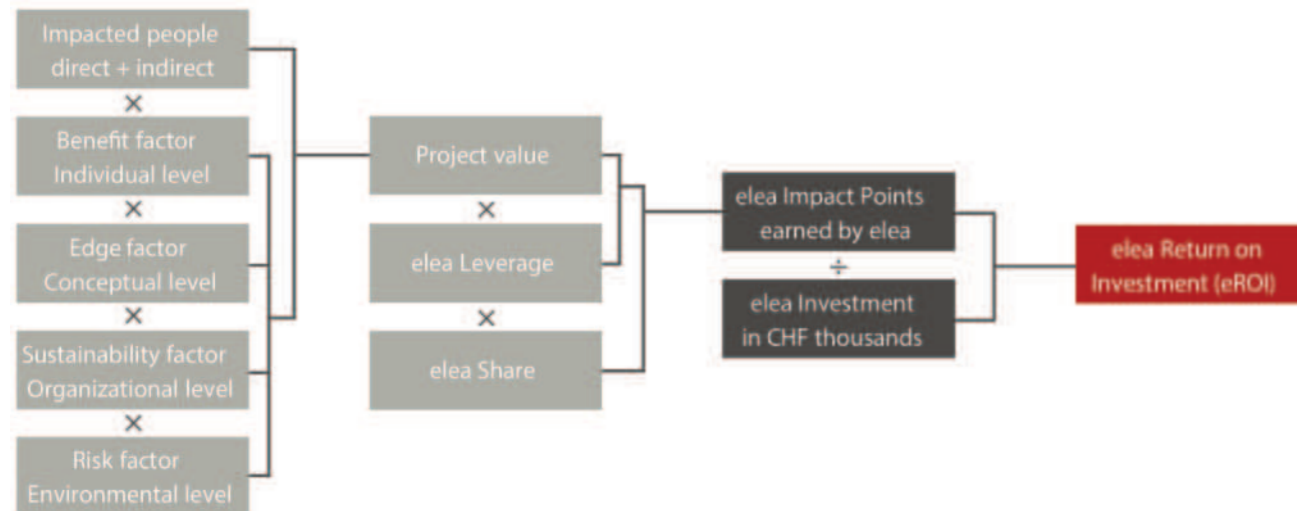 Impacted people
direct + indirect
×
Benefit factor
Individual level
×
Edge factor
Conceptual level
×
Sustainability factor
Organizational level
×
Risk factor
Environmental level
Project value
×
elea Leverage
×
elea Share
elea Impact Points
earned by elea
÷
elea Investment
in CHF thousands
elea Return on
Investment (eROI)